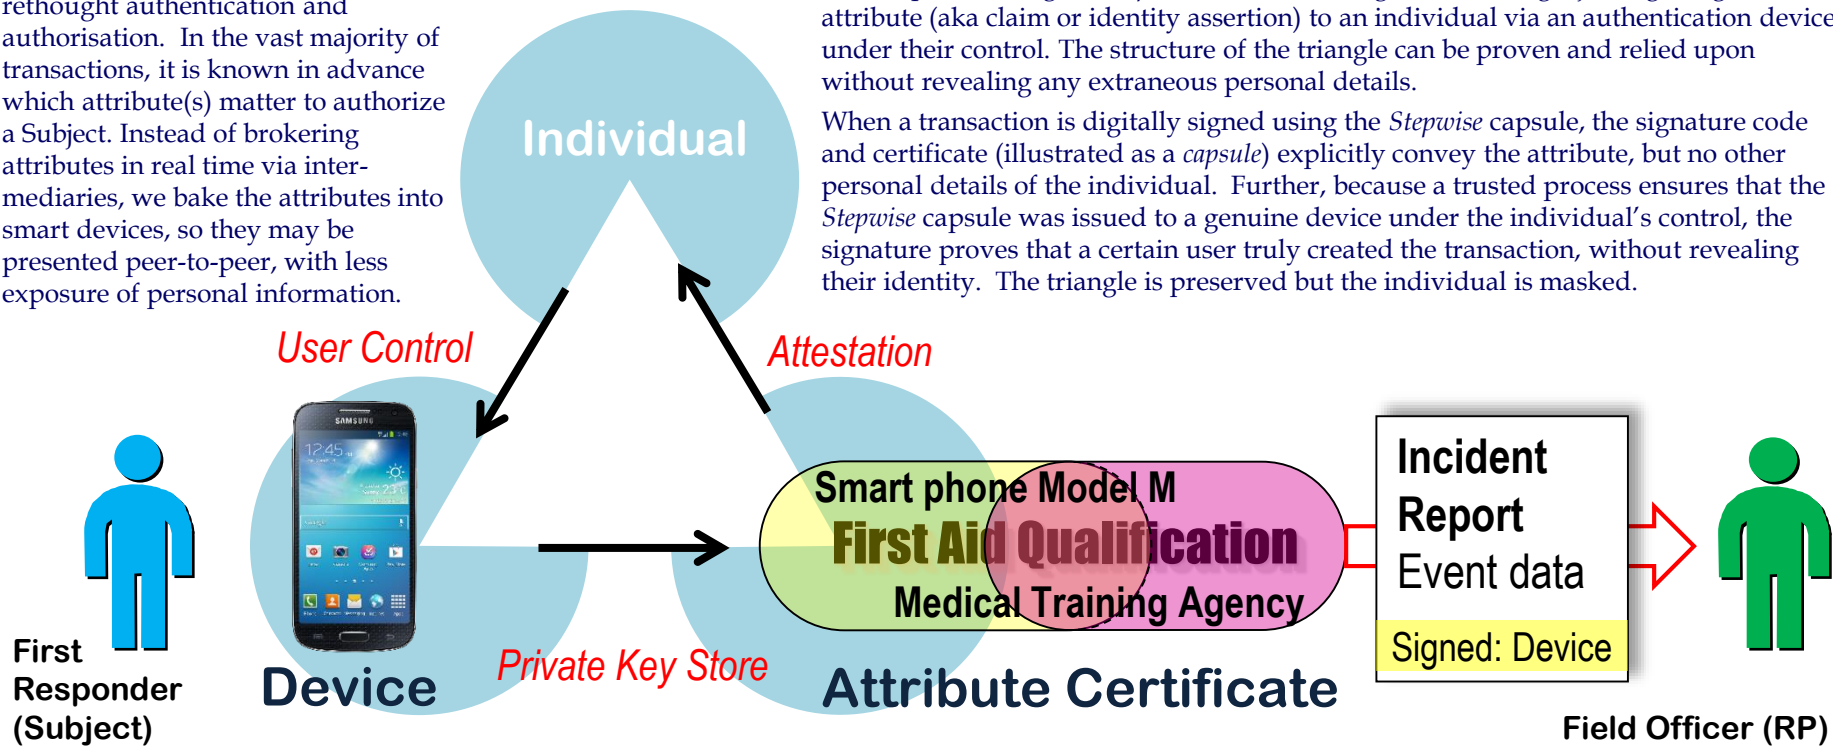 rethought authentication and
authorisation.  In the vast majority of
transactions, it is known in advance
which attribute(s) matter to authorize
a Subject. Instead of brokering
attributes in real time via inter-
mediaries, we bake the attributes into
smart devices, so they may be
presented peer-to-peer, with less
exposure of personal information.
attribute (aka claim or identity assertion) to an individual via an authentication device
under their control. The structure of the triangle can be proven and relied upon
without revealing any extraneous personal details.
When a transaction is digitally signed using the Stepwise capsule, the signature code
and certificate (illustrated as a capsule) explicitly convey the attribute, but no other
personal details of the individual.  Further, because a trusted process ensures that the
Stepwise capsule was issued to a genuine device under the individual's control, the
signature proves that a certain user truly created the transaction, without revealing
their identity.  The triangle is preserved but the individual is masked.
Individual
User Control
Attestation
SAMSUNG
12:45
Smart phone Model M
First Aid Qualification
Medical Training Agency
Incident
Report
Event data
Signed: Device
First
Responder
(Subject)
Device
Private Key Store
Attribute Certificate
Field Officer (RP)